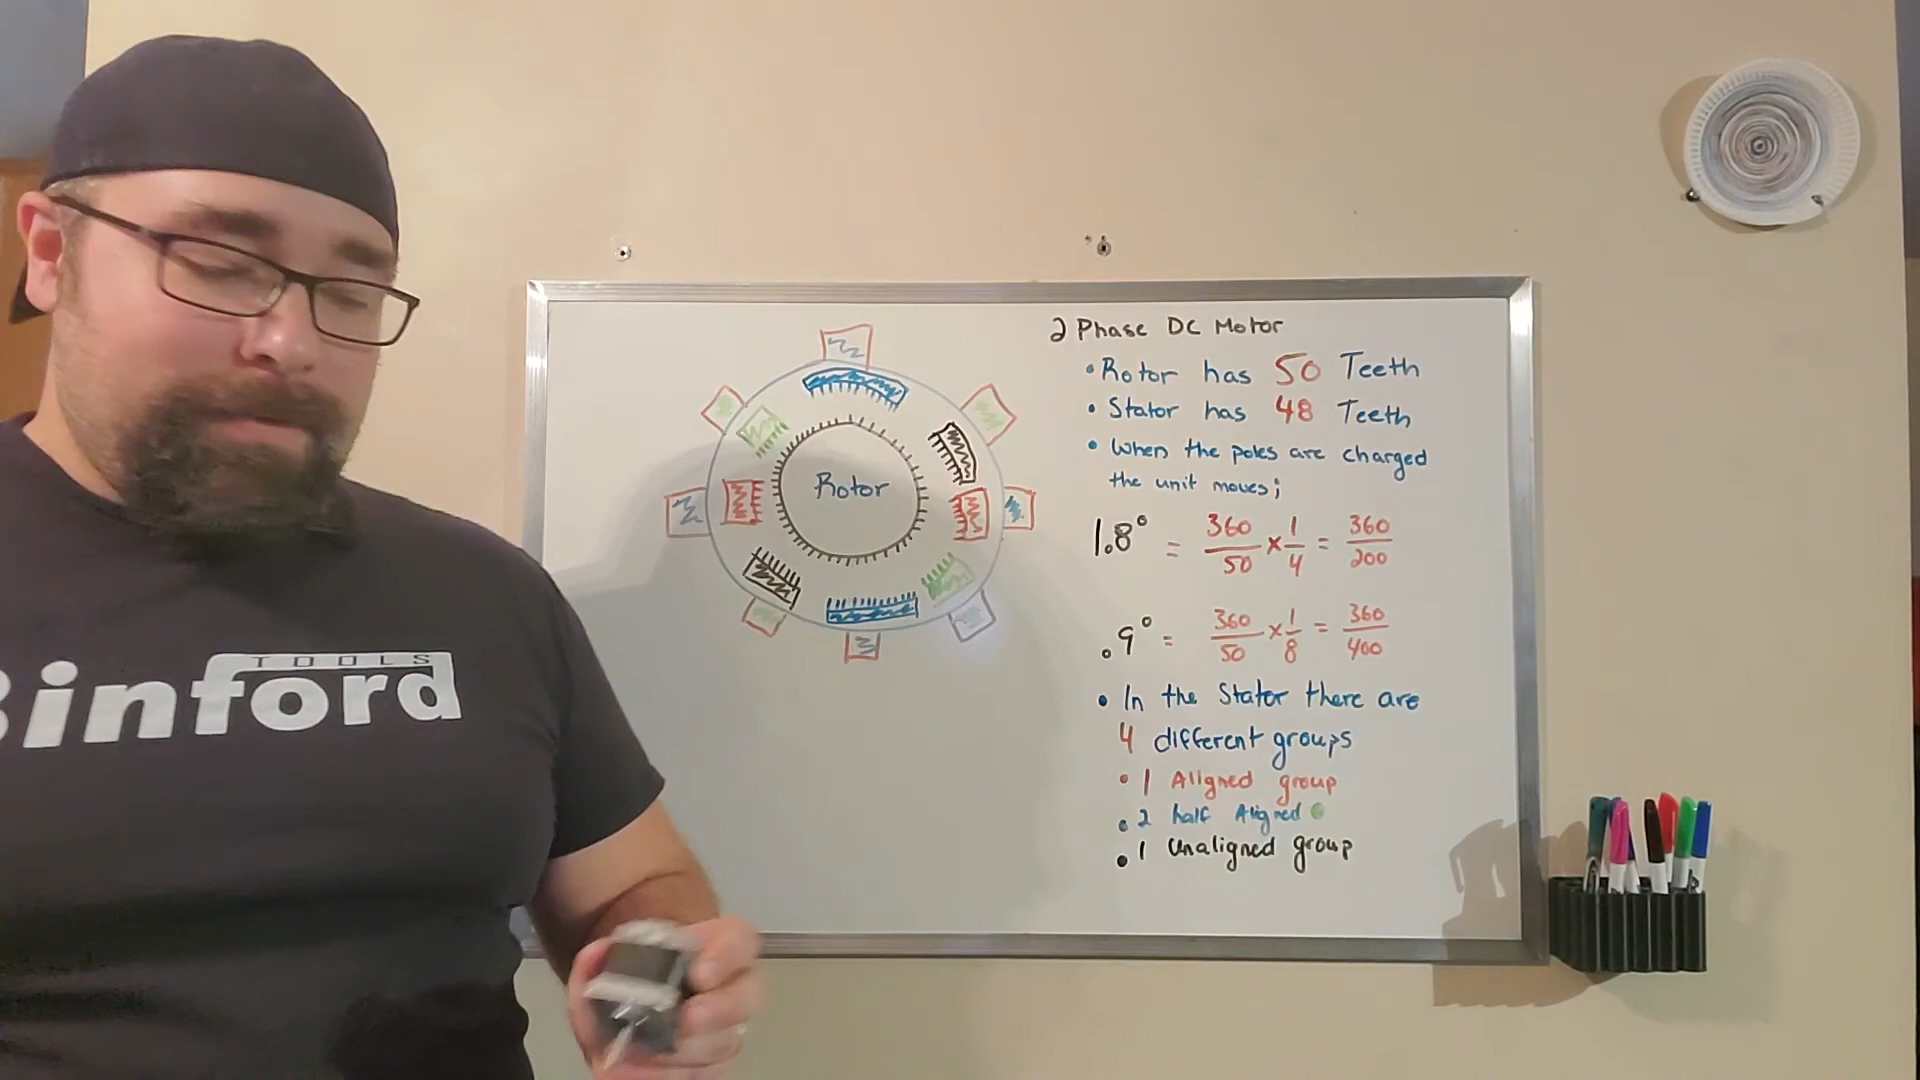 2 Phase DC Motor
• Rotor has 50 Teeth
• Stator has 48 Teeth
• When the poles are charged
the unit moves;
1.8° = 360/50 × 1/4 = 360/200
.9° = 360/50 × 1/8 = 360/400
• In the Stator there are
4 different groups
• 1 Aligned group
• 2 half Aligned
• 1 Unaligned group
Rotor
TOOLS
Binford